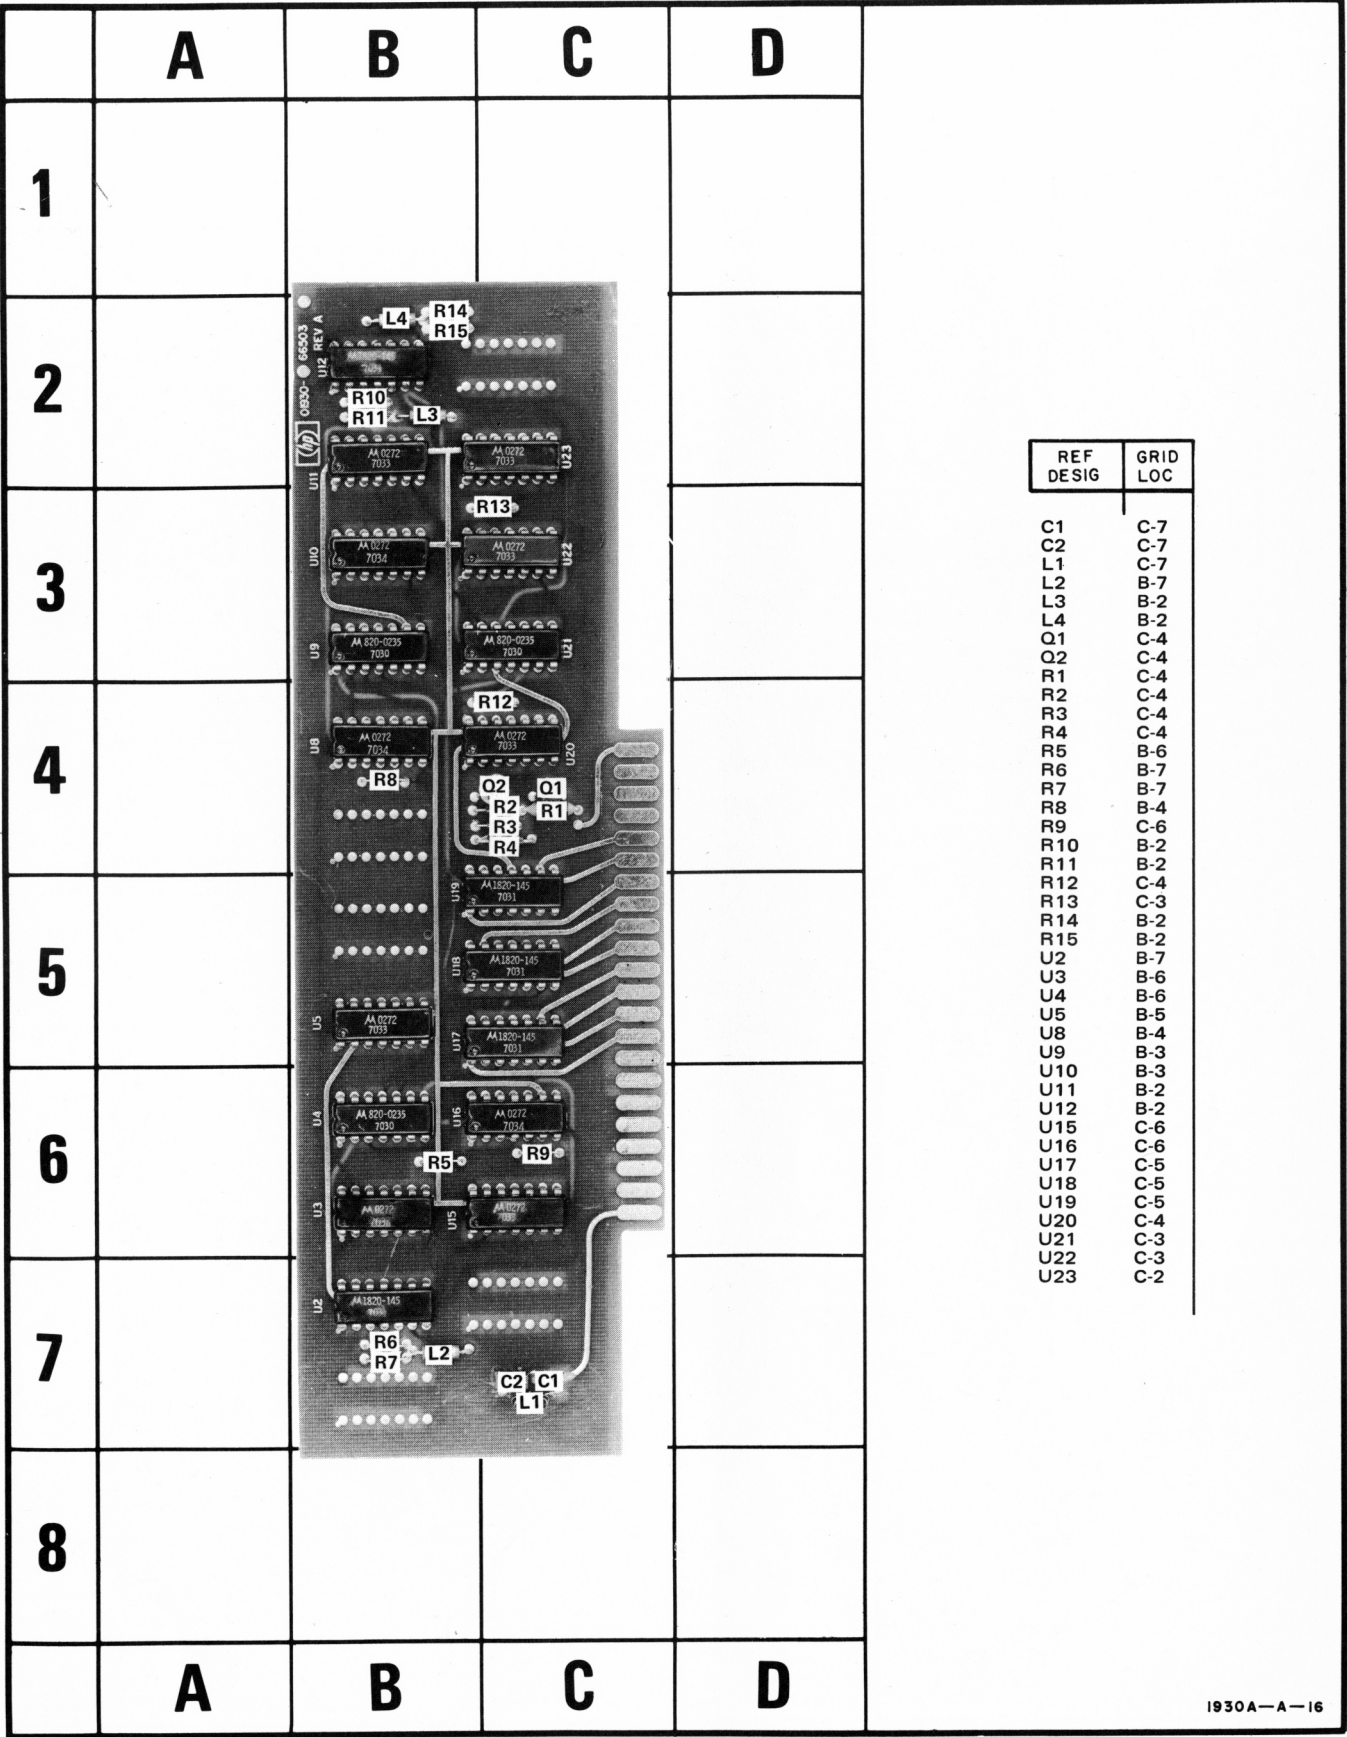 A B C D
1
L4 R14
R15
01930- 66503
REV A
U12
2
R10
R11 L3
hp
M 0272
7033
U11
M 0272
7033
U23
R13
M 0272
7034
U10
M 0272
7033
U22
3
M 820-0235
7030
U9
M 820-0235
7030
U21
R12
M 0272
7034
U8
M 0272
7033
U20
4
R8
Q2 Q1
R2 R1
R3
R4
M 1820-145
7031
U19
5
M 1820-145
7031
U18
M 0272
7033
U5
M 1820-145
7031
U17
M 820-0235
7030
U4
M 0272
7034
U16
6
R5 R9
M 0272
U3
M 0272
U15
M 1820-145
U2
7
R6
R7 L2
C2 C1
L1
8
A B C D
REF DESIG GRID LOC
C1 C-7
C2 C-7
L1 C-7
L2 B-7
L3 B-2
L4 B-2
Q1 C-4
Q2 C-4
R1 C-4
R2 C-4
R3 C-4
R4 C-4
R5 B-6
R6 B-7
R7 B-7
R8 B-4
R9 C-6
R10 B-2
R11 B-2
R12 C-4
R13 C-3
R14 B-2
R15 B-2
U2 B-7
U3 B-6
U4 B-6
U5 B-5
U8 B-4
U9 B-3
U10 B-3
U11 B-2
U12 B-2
U15 C-6
U16 C-6
U17 C-5
U18 C-5
U19 C-5
U20 C-4
U21 C-3
U22 C-3
U23 C-2
1930A—A—16